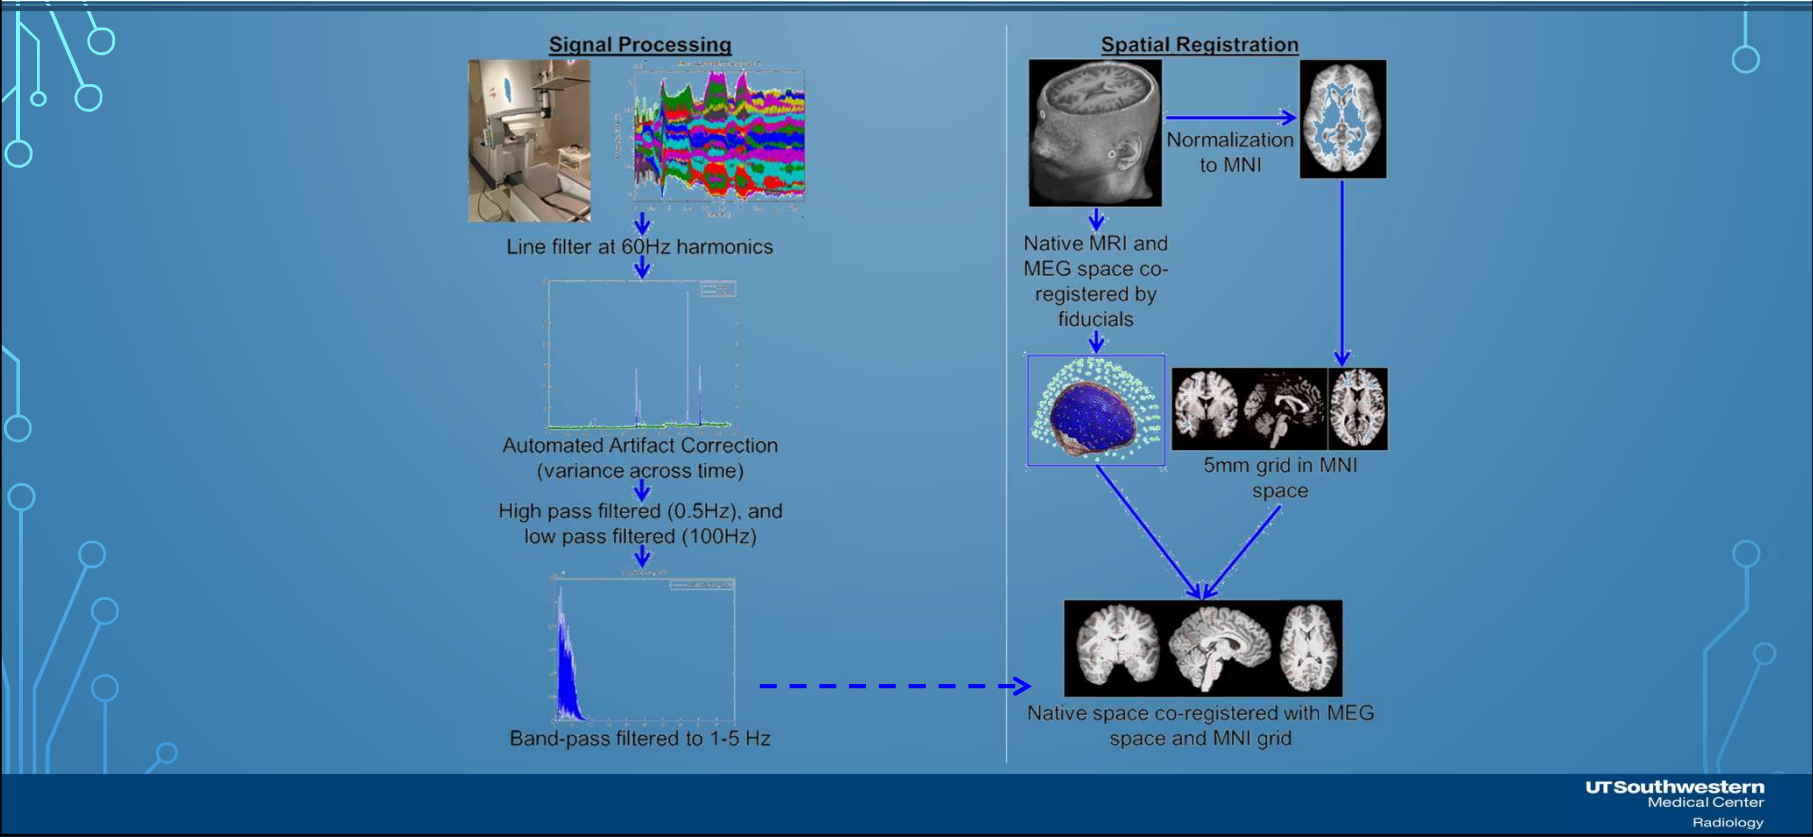 Signal Processing
Line filter at 60Hz harmonics
Automated Artifact Correction
(variance across time)
High pass filtered (0.5Hz), and
low pass filtered (100Hz)
Band-pass filtered to 1-5 Hz
Spatial Registration
Normalization
to MNI
Native MRI and
MEG space co-
registered by
fiducials
5mm grid in MNI
space
Native space co-registered with MEG
space and MNI grid
UTSouthwestern
Medical Center
Radiology